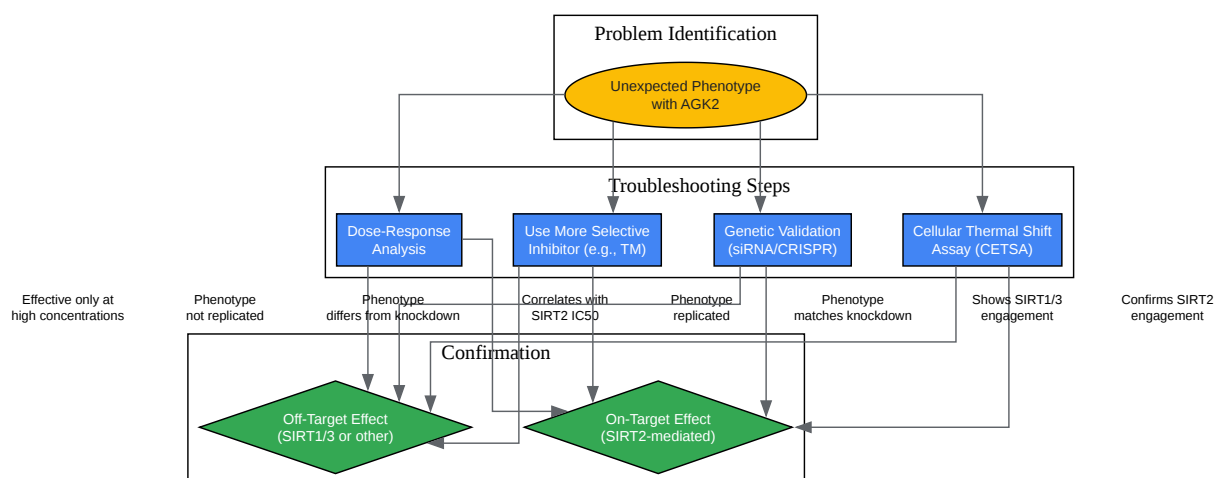 Problem Identification
Unexpected Phenotype
with AGK2
Troubleshooting Steps
Dose-Response
Analysis
Use More Selective
Inhibitor (e.g., TM)
Genetic Validation
(siRNA/CRISPR)
Cellular Thermal Shift
Assay (CETSA)
Effective only at
high concentrations
Phenotype
not replicated
Phenotype
differs from knockdown
Correlates with
SIRT2 IC50
Phenotype
replicated
Phenotype
matches knockdown
Shows SIRT1/3
engagement
Confirms SIRT2
engagement
Confirmation
Off-Target Effect
(SIRT1/3 or other)
On-Target Effect
(SIRT2-mediated)